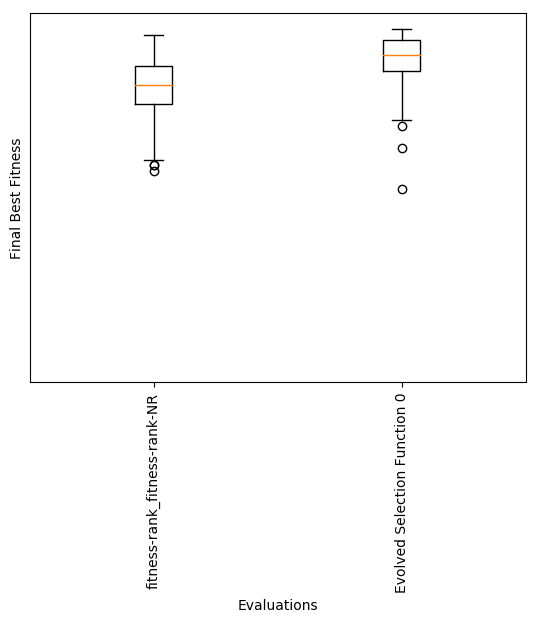 Final Best Fitness
fitness-rank_fitness-rank-NR
Evolved Selection Function 0
Evaluations